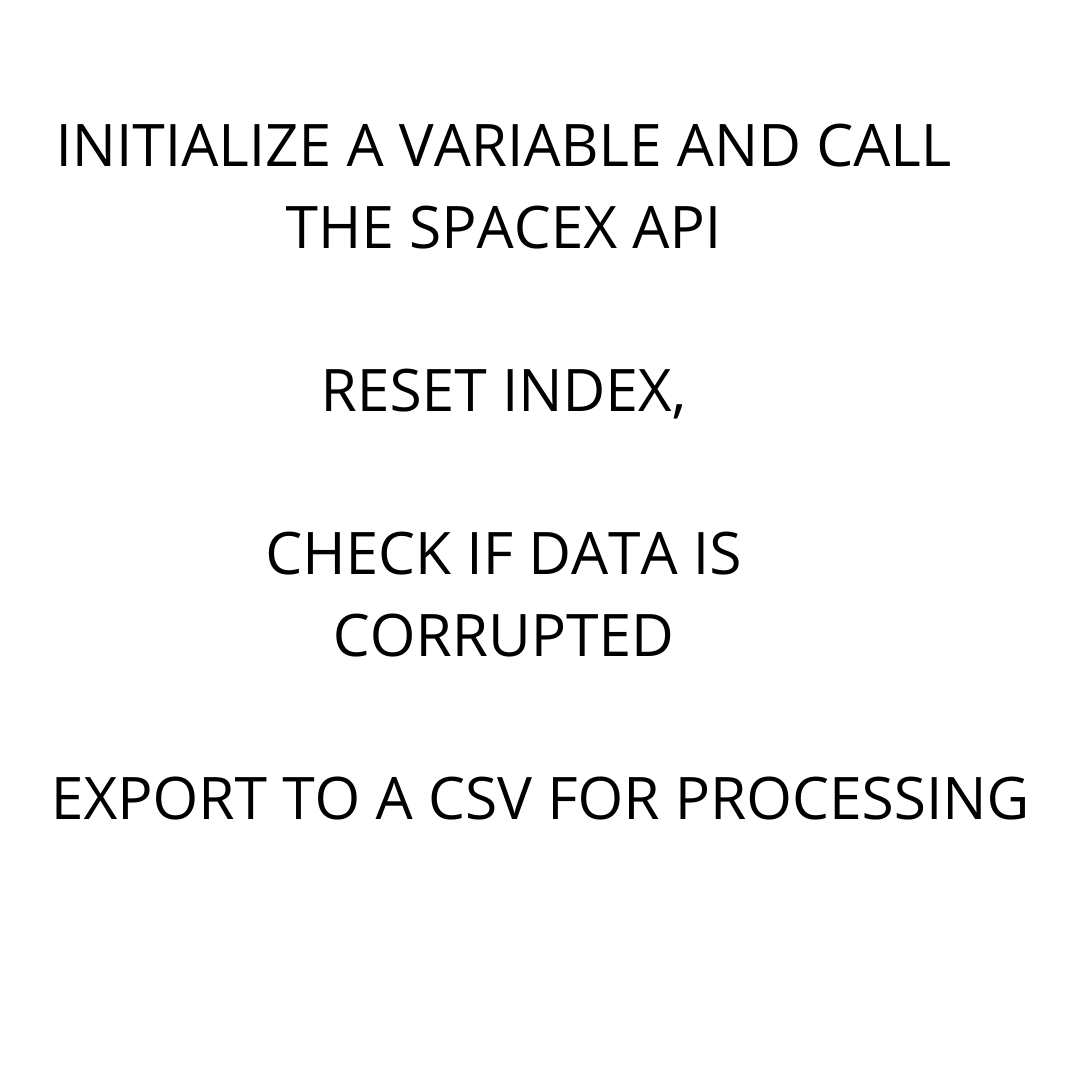 INITIALIZE A VARIABLE AND CALL
THE SPACEX API
RESET INDEX,
CHECK IF DATA IS
CORRUPTED
EXPORT TO A CSV FOR PROCESSING